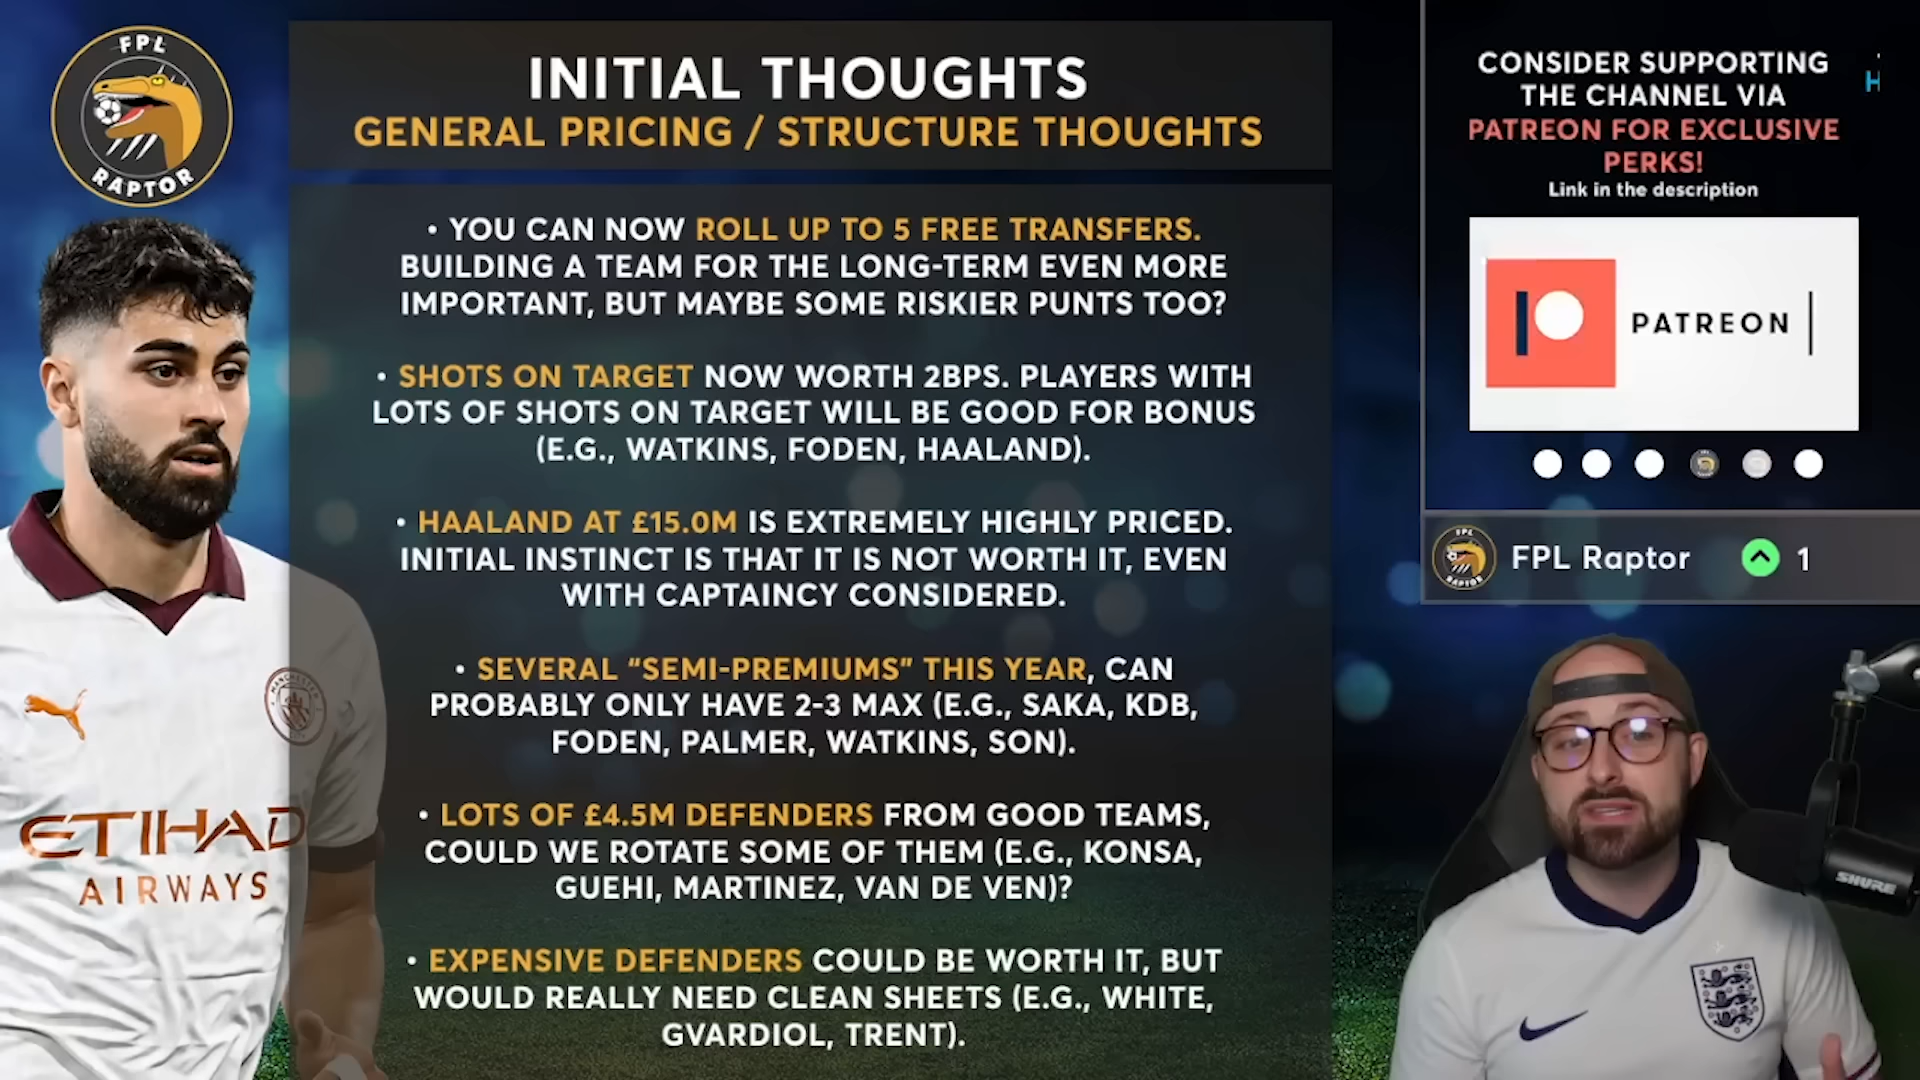 FPL
RAPTOR
INITIAL THOUGHTS
GENERAL PRICING / STRUCTURE THOUGHTS
• YOU CAN NOW ROLL UP TO 5 FREE TRANSFERS.
BUILDING A TEAM FOR THE LONG-TERM EVEN MORE
IMPORTANT, BUT MAYBE SOME RISKIER PUNTS TOO?
• SHOTS ON TARGET NOW WORTH 2BPS. PLAYERS WITH
LOTS OF SHOTS ON TARGET WILL BE GOOD FOR BONUS
(E.G., WATKINS, FODEN, HAALAND).
• HAALAND AT £15.0M IS EXTREMELY HIGHLY PRICED.
INITIAL INSTINCT IS THAT IT IS NOT WORTH IT, EVEN
WITH CAPTAINCY CONSIDERED.
• SEVERAL “SEMI-PREMIUMS” THIS YEAR, CAN
PROBABLY ONLY HAVE 2-3 MAX (E.G., SAKA, KDB,
FODEN, PALMER, WATKINS, SON).
• LOTS OF £4.5M DEFENDERS FROM GOOD TEAMS,
COULD WE ROTATE SOME OF THEM (E.G., KONSA,
GUEHI, MARTINEZ, VAN DE VEN)?
• EXPENSIVE DEFENDERS COULD BE WORTH IT, BUT
WOULD REALLY NEED CLEAN SHEETS (E.G., WHITE,
GVARDIOL, TRENT).
ETIHAD
AIRWAYS
CONSIDER SUPPORTING
THE CHANNEL VIA
PATREON FOR EXCLUSIVE
PERKS!
Link in the description
PATREON
FPL Raptor 1
SHURE